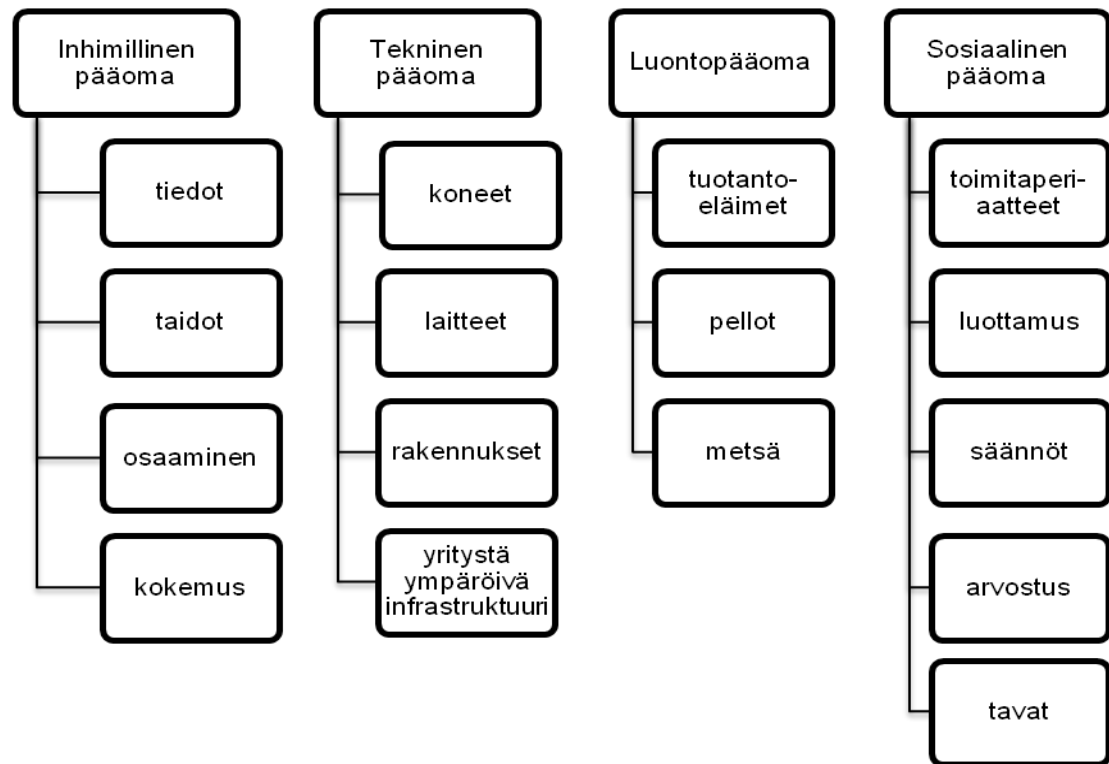 Inhimillinen
pääoma
tiedot
taidot
osaaminen
kokemus
Tekninen
pääoma
koneet
laitteet
rakennukset
yritystä
ympäröivä
infrastruktuuri
Luontopääoma
tuotanto-
eläimet
pellot
metsä
Sosiaalinen
pääoma
toimitaperi-
aatteet
luottamus
säännöt
arvostus
tavat